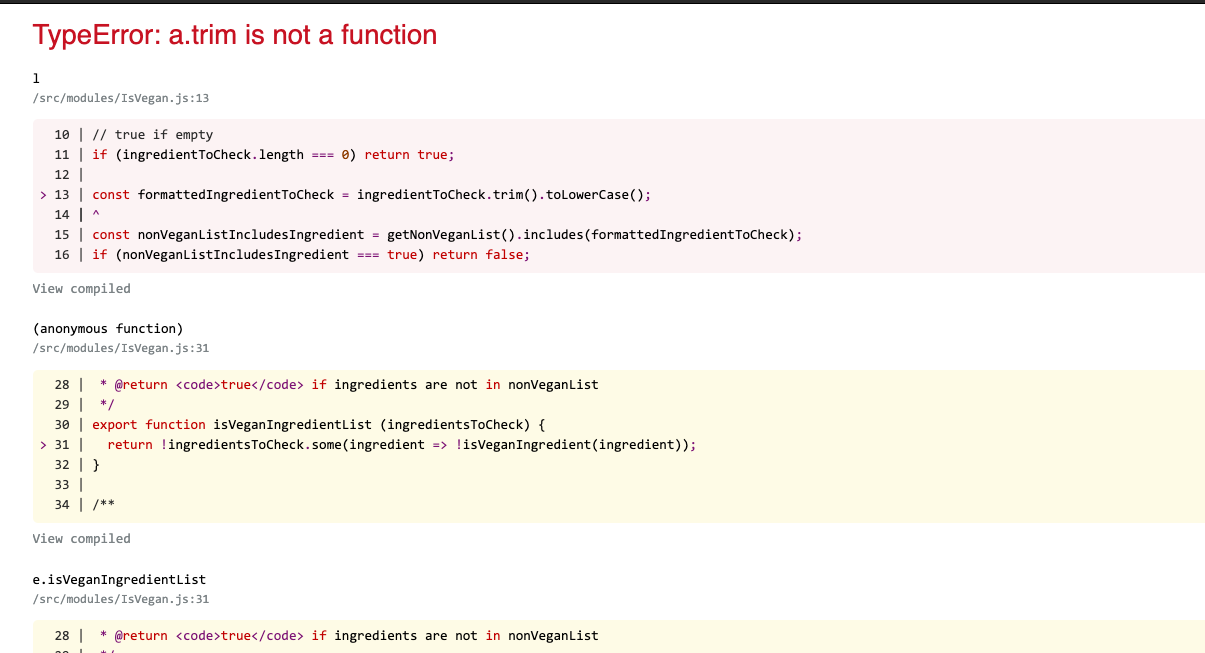 TypeError: a.trim is not a function
l
/src/modules/IsVegan.js:13
10 | // true if empty
11 | if (ingredientToCheck.length === 0) return true;
12 |
> 13 | const formattedIngredientToCheck = ingredientToCheck.trim().toLowerCase();
14 | ^
15 | const nonVeganListIncludesIngredient = getNonVeganList().includes(formattedIngredientToCheck);
16 | if (nonVeganListIncludesIngredient === true) return false;
View compiled
(anonymous function)
/src/modules/IsVegan.js:31
28 |  * @return <code>true</code> if ingredients are not in nonVeganList
29 |  */
30 | export function isVeganIngredientList (ingredientsToCheck) {
> 31 |   return !ingredientsToCheck.some(ingredient => !isVeganIngredient(ingredient));
32 | }
33 |
34 | /**
View compiled
e.isVeganIngredientList
/src/modules/IsVegan.js:31
28 |  * @return <code>true</code> if ingredients are not in nonVeganList